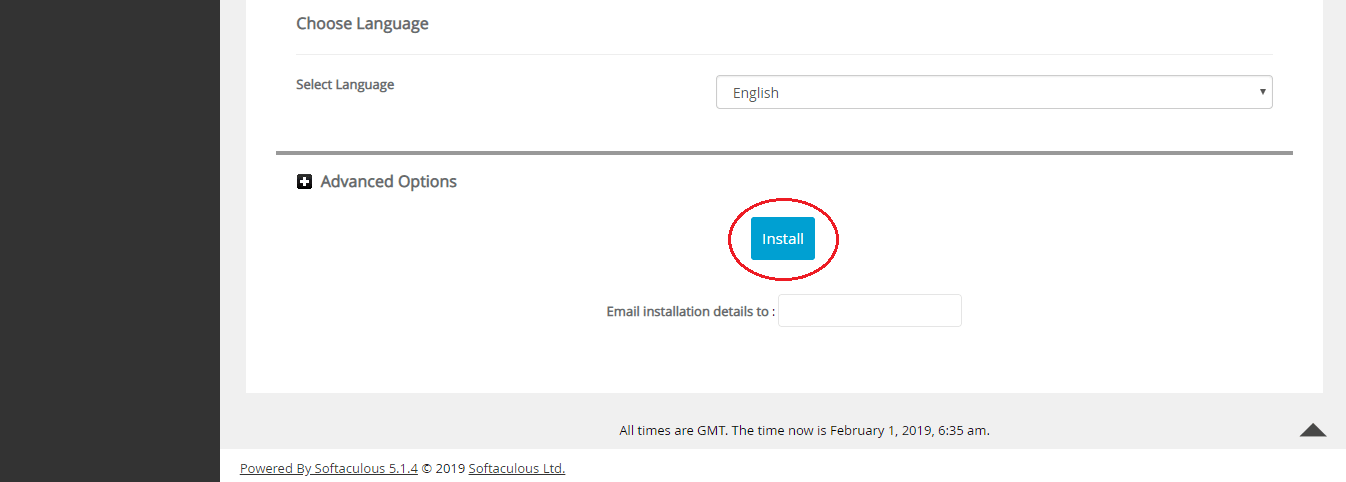 Choose Language
Select Language
English
Advanced Options
Install
Email installation details to :
All times are GMT. The time now is February 1, 2019, 6:35 am.
Powered By Softaculous 5.1.4 © 2019 Softaculous Ltd.